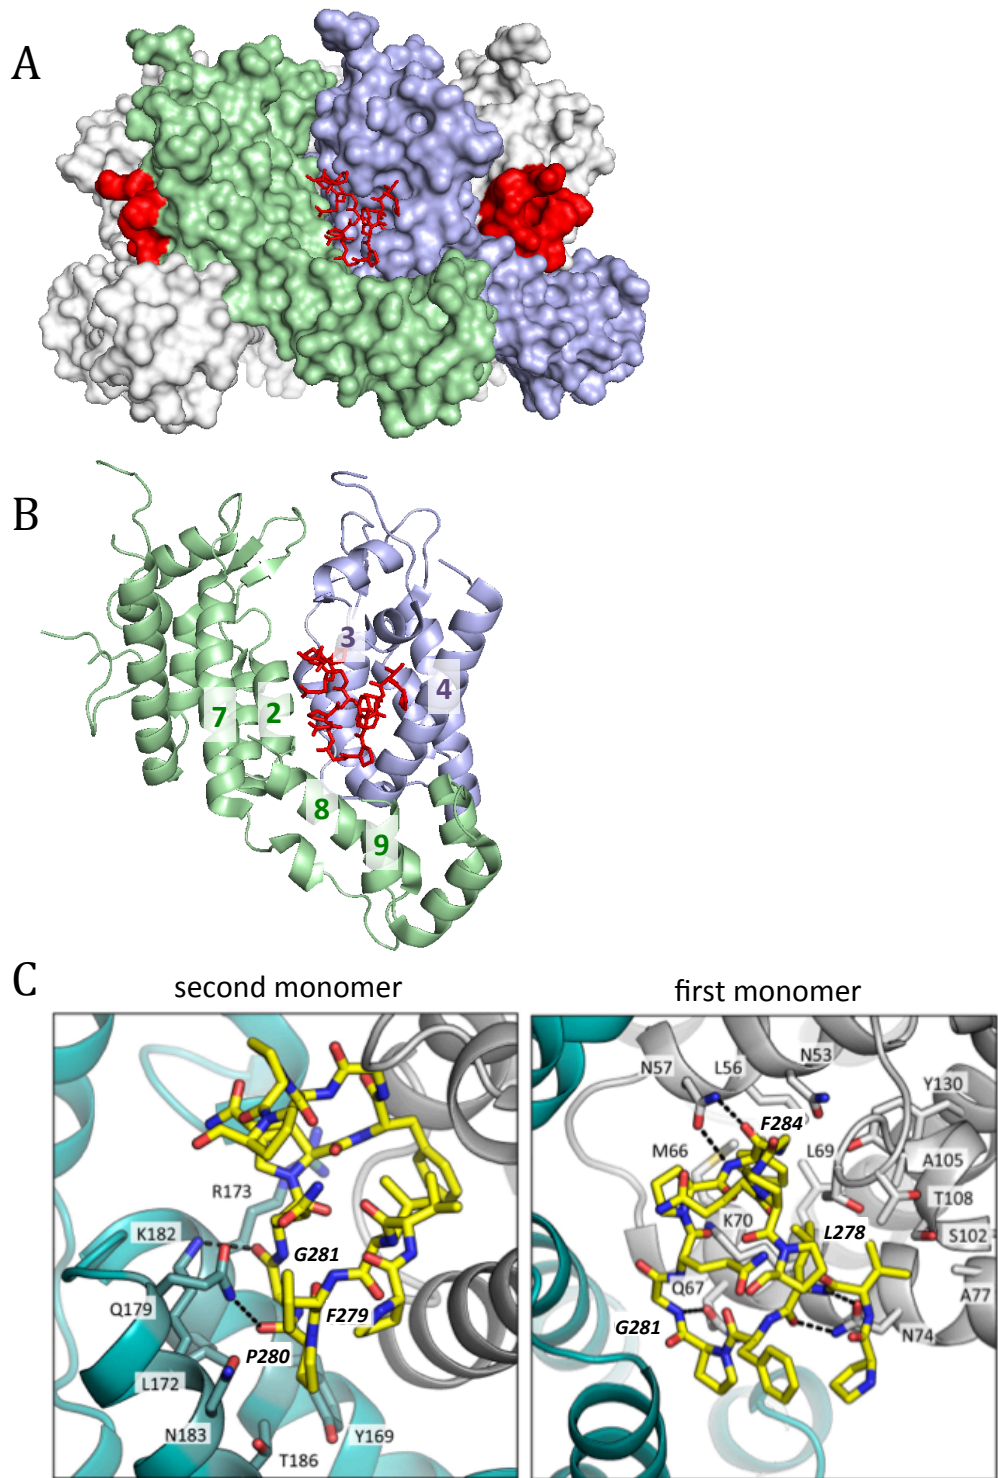 A
B
3
4
7
2
8
9
C
second monomer
first monomer
R173
K182
G281
Q179
F279
P280
L172
N183
Y169
T186
N57
L56
N53
Y130
F284
M66
L69
A105
T108
K70
L278
S102
Q67
A77
G281
N74